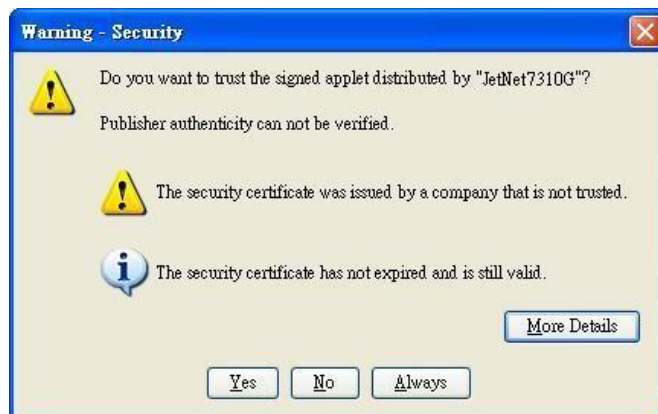 Warning - Security
Do you want to trust the signed applet distributed by "JetNet7310G"?
Publisher authenticity can not be verified.
The security certificate was issued by a company that is not trusted.
The security certificate has not expired and is still valid.
More Details
Yes No Always